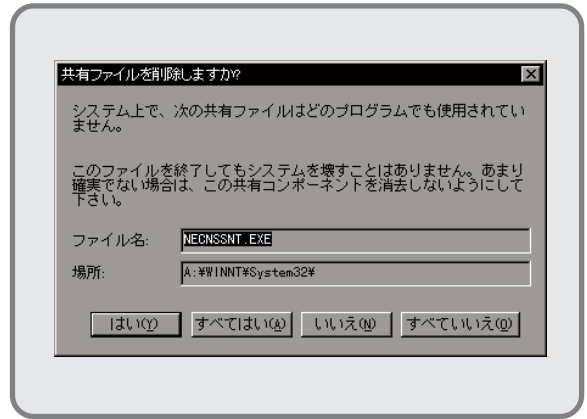 共有ファイルを削除しますか?
システム上で、次の共有ファイルはどのプログラムでも使用されてい
ません。
このファイルを終了してもシステムを壊すことはありません。あまり
確実でない場合は、この共有コンポーネントを消去しないようにして
下さい。
ファイル名: NECNSSNT.EXE
場所: A:¥WINNT¥System32¥
はい(Y) すべてはい(A) いいえ(N) すべていいえ(O)